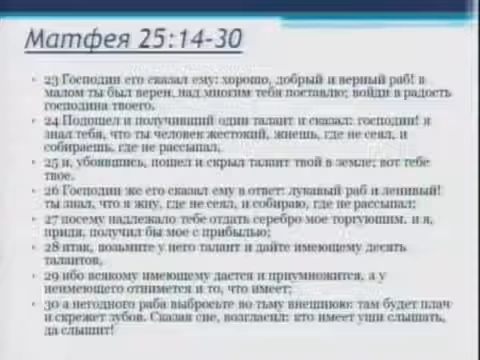 Матфея 25:14-30
• 23 Господин его сказал ему: хорошо, добрый и верный раб! в
малом ты был верен, над многим тебя поставлю; войди в радость
господина твоего.
• 24 Подошел и получивший один талант и сказал: господин! я
знал тебя, что ты человек жестокий, жнешь, где не сеял, и
собираешь, где не рассыпал,
• 25 и, убоявшись, пошел и скрыл талант твой в земле; вот тебе
твое.
• 26 Господин же его сказал ему в ответ: лукавый раб и ленивый!
ты знал, что я жну, где не сеял, и собираю, где не рассыпал;
• 27 посему надлежало тебе отдать серебро мое торгующим, и я,
придя, получил бы мое с прибылью;
• 28 итак, возьмите у него талант и дайте имеющему десять
талантов,
• 29 ибо всякому имеющему дастся и приумножится, а у
неимеющего отнимется и то, что имеет;
• 30 а негодного раба выбросьте во тьму внешнюю: там будет плач
и скрежет зубов. Сказав сие, возгласил: кто имеет уши слышать,
да слышит!